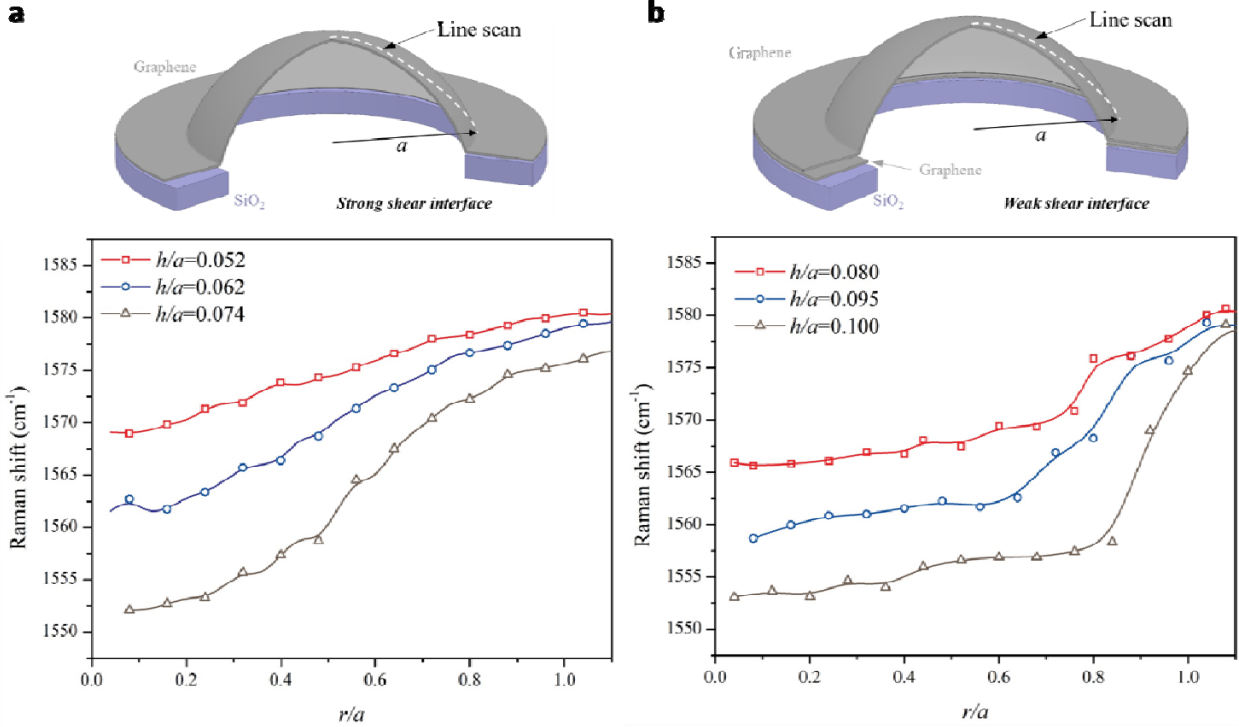 a
Line scan
Graphene
a
SiO2
Strong shear interface
b
Line scan
Graphene
a
Graphene
SiO2
Weak shear interface
h/a=0.052
h/a=0.062
h/a=0.074
Raman shift (cm-1)
1585
1580
1575
1570
1565
1560
1555
1550
0.0 0.2 0.4 0.6 0.8 1.0
r/a
h/a=0.080
h/a=0.095
h/a=0.100
Raman shift (cm-1)
1585
1580
1575
1570
1565
1560
1555
1550
0.0 0.2 0.4 0.6 0.8 1.0
r/a